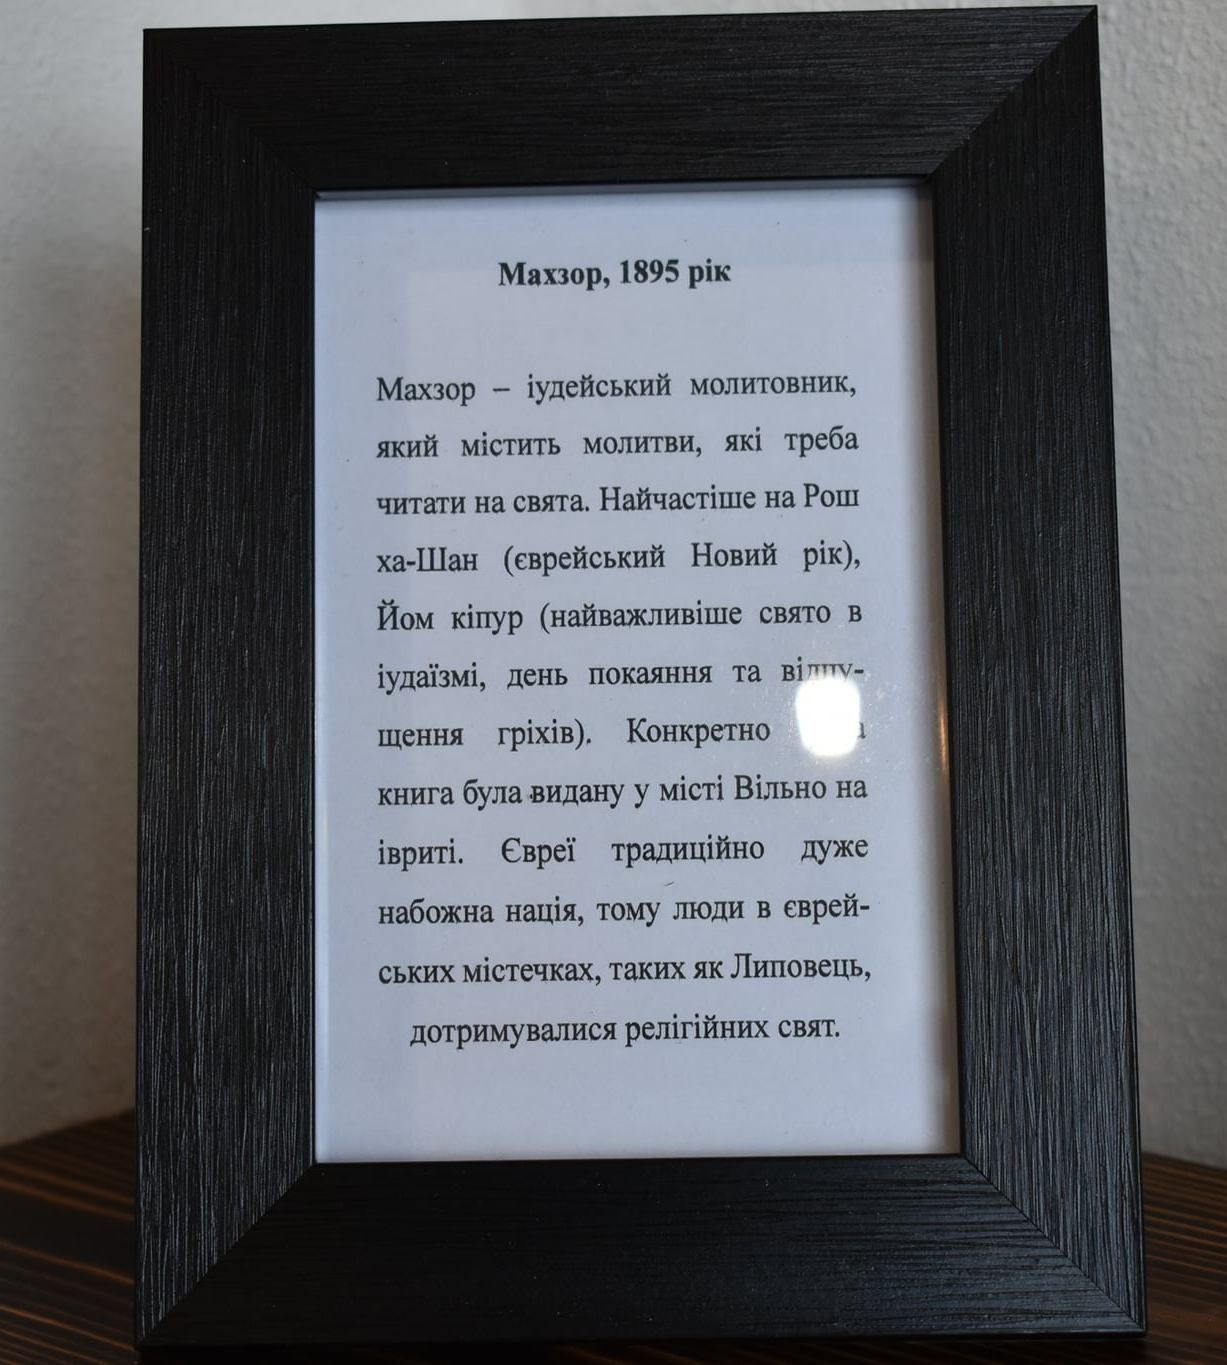 Махзор, 1895 рік
Махзор – іудейський молитовник,
який містить молитви, які треба
читати на свята. Найчастіше на Рош
ха-Шан (єврейський Новий рік),
Йом кіпур (найважливіше свято в
іудаїзмі, день покаяння та відпу-
щення гріхів). Конкретно
книга була видану у місті Вільно на
івриті. Євреї традиційно дуже
набожна нація, тому люди в єврей-
ських містечках, таких як Липовець,
дотримувалися релігійних свят.